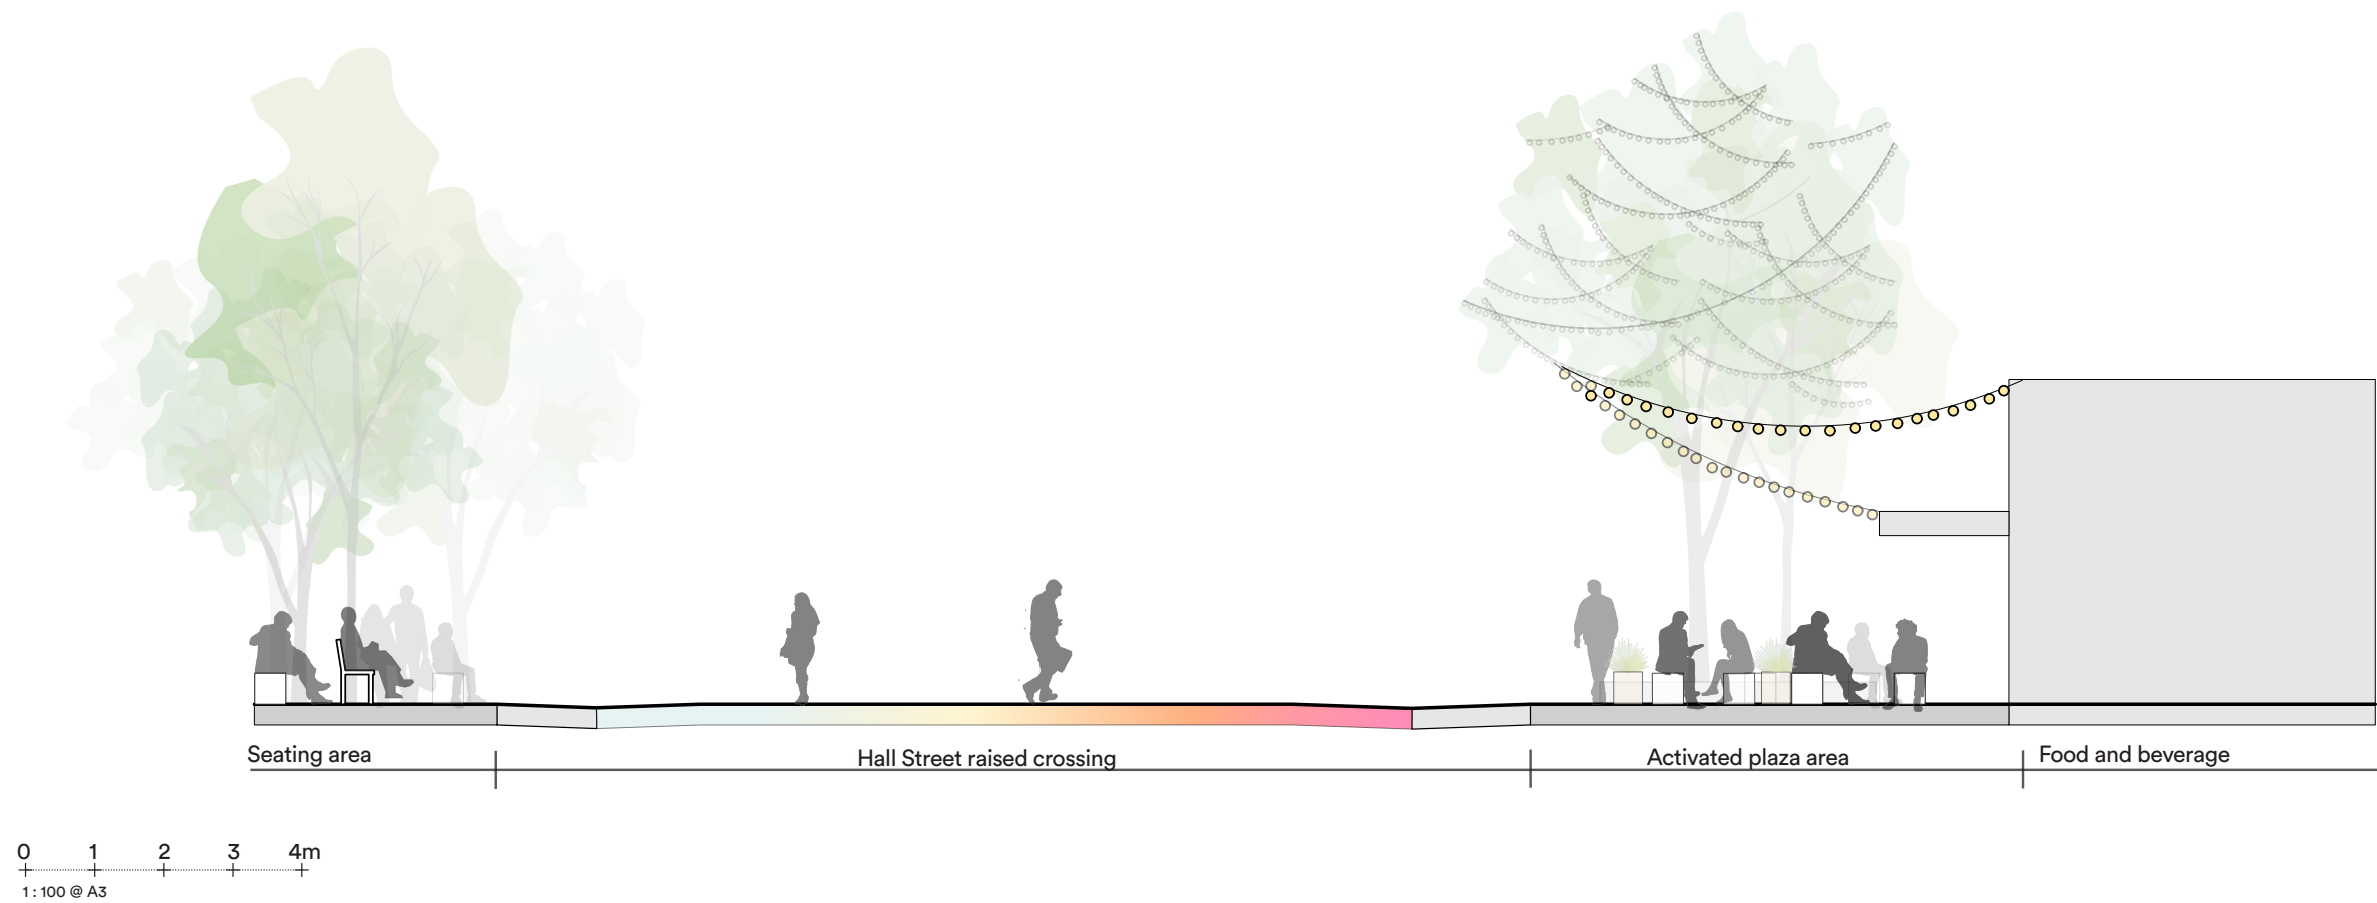 Seating area
Hall Street raised crossing
Activated plaza area
Food and beverage
0 1 2 3 4m
1 : 100 @ A3